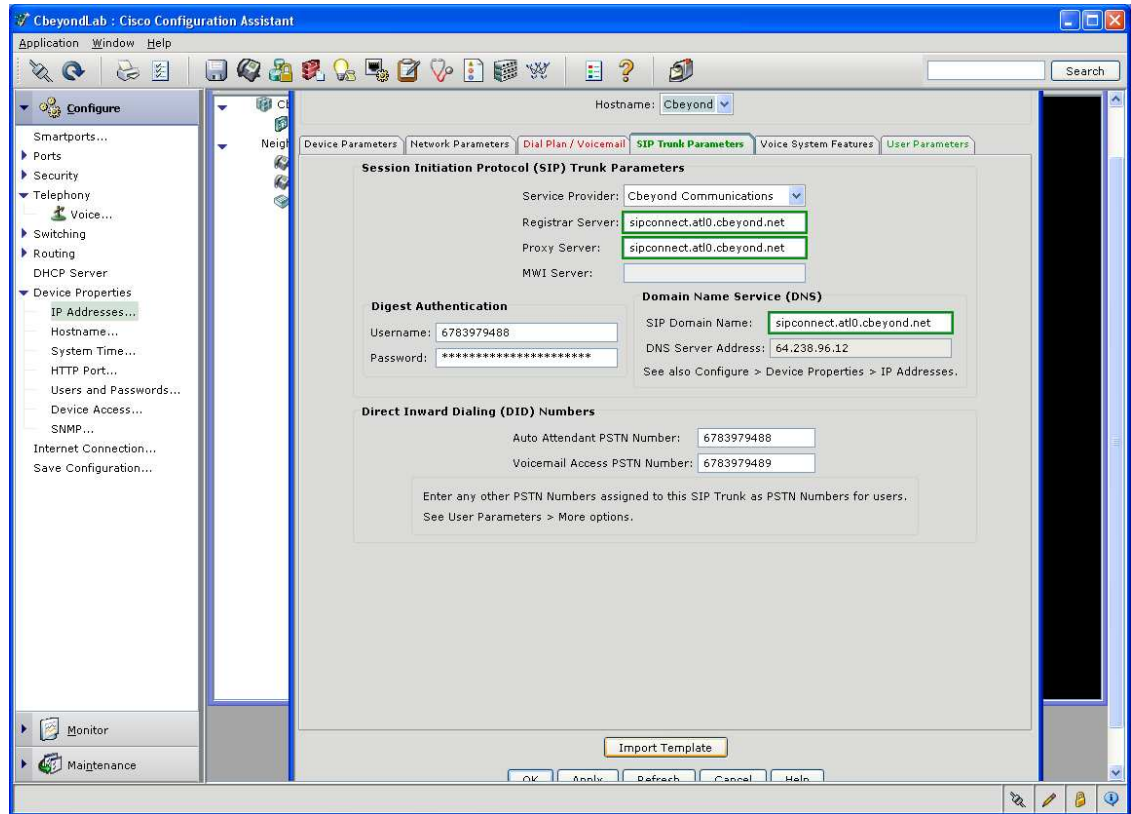 CbeyondLab : Cisco Configuration Assistant
Application Window Help
Search
Configure
Smartports...
Ports
Security
Telephony
Voice...
Switching
Routing
DHCP Server
Device Properties
IP Addresses...
Hostname...
System Time...
HTTP Port...
Users and Passwords...
Device Access...
SNMP...
Internet Connection...
Save Configuration...
Monitor
Maintenance
Neigh
Hostname: Cbeyond
Device Parameters Network Parameters Dial Plan / Voicemail SIP Trunk Parameters Voice System Features User Parameters
Session Initiation Protocol (SIP) Trunk Parameters
Service Provider: Cbeyond Communications
Registrar Server: sipconnect.atl0.cbeyond.net
Proxy Server: sipconnect.atl0.cbeyond.net
MWI Server:
Digest Authentication
Username: 6783979488
Password: **********************
Domain Name Service (DNS)
SIP Domain Name: sipconnect.atl0.cbeyond.net
DNS Server Address: 64.238.96.12
See also Configure > Device Properties > IP Addresses.
Direct Inward Dialing (DID) Numbers
Auto Attendant PSTN Number: 6783979488
Voicemail Access PSTN Number: 6783979489
Enter any other PSTN Numbers assigned to this SIP Trunk as PSTN Numbers for users.
See User Parameters > More options.
Import Template
OK Apply Refresh Cancel Help